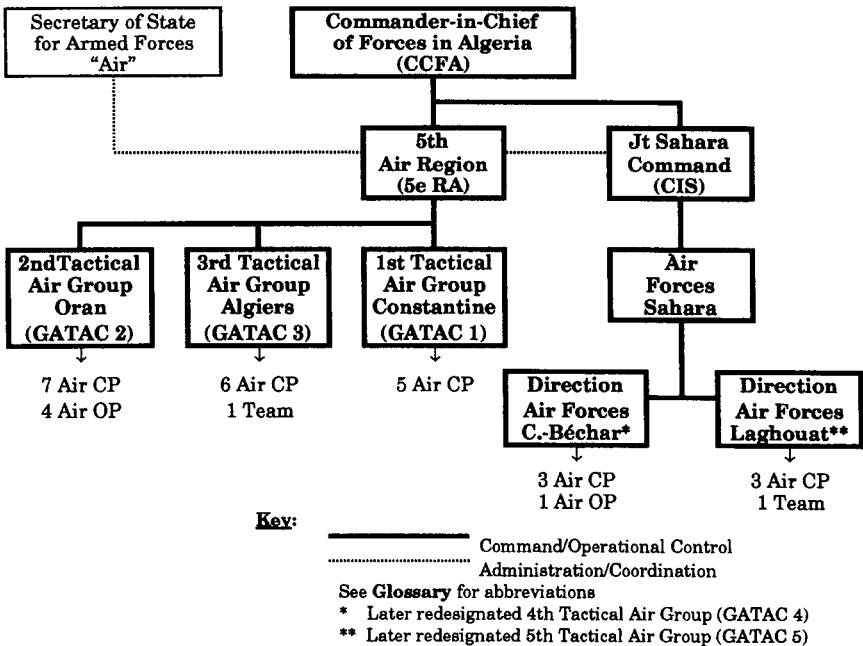 Secretary of State
for Armed Forces
“Air”
Commander-in-Chief
of Forces in Algeria
(CCFA)
5th
Air Region
(5e RA)
Jt Sahara
Command
(CIS)
2ndTactical
Air Group
Oran
(GATAC 2)
3rd Tactical
Air Group
Algiers
(GATAC 3)
1st Tactical
Air Group
Constantine
(GATAC 1)
Air
Forces
Sahara
7 Air CP
4 Air OP
6 Air CP
1 Team
5 Air CP
Direction
Air Forces
C.-Béchar*
Direction
Air Forces
Laghouat**
3 Air CP
1 Air OP
3 Air CP
1 Team
Key:
Command/Operational Control
Administration/Coordination
See Glossary for abbreviations
* Later redesignated 4th Tactical Air Group (GATAC 4)
** Later redesignated 5th Tactical Air Group (GATAC 5)